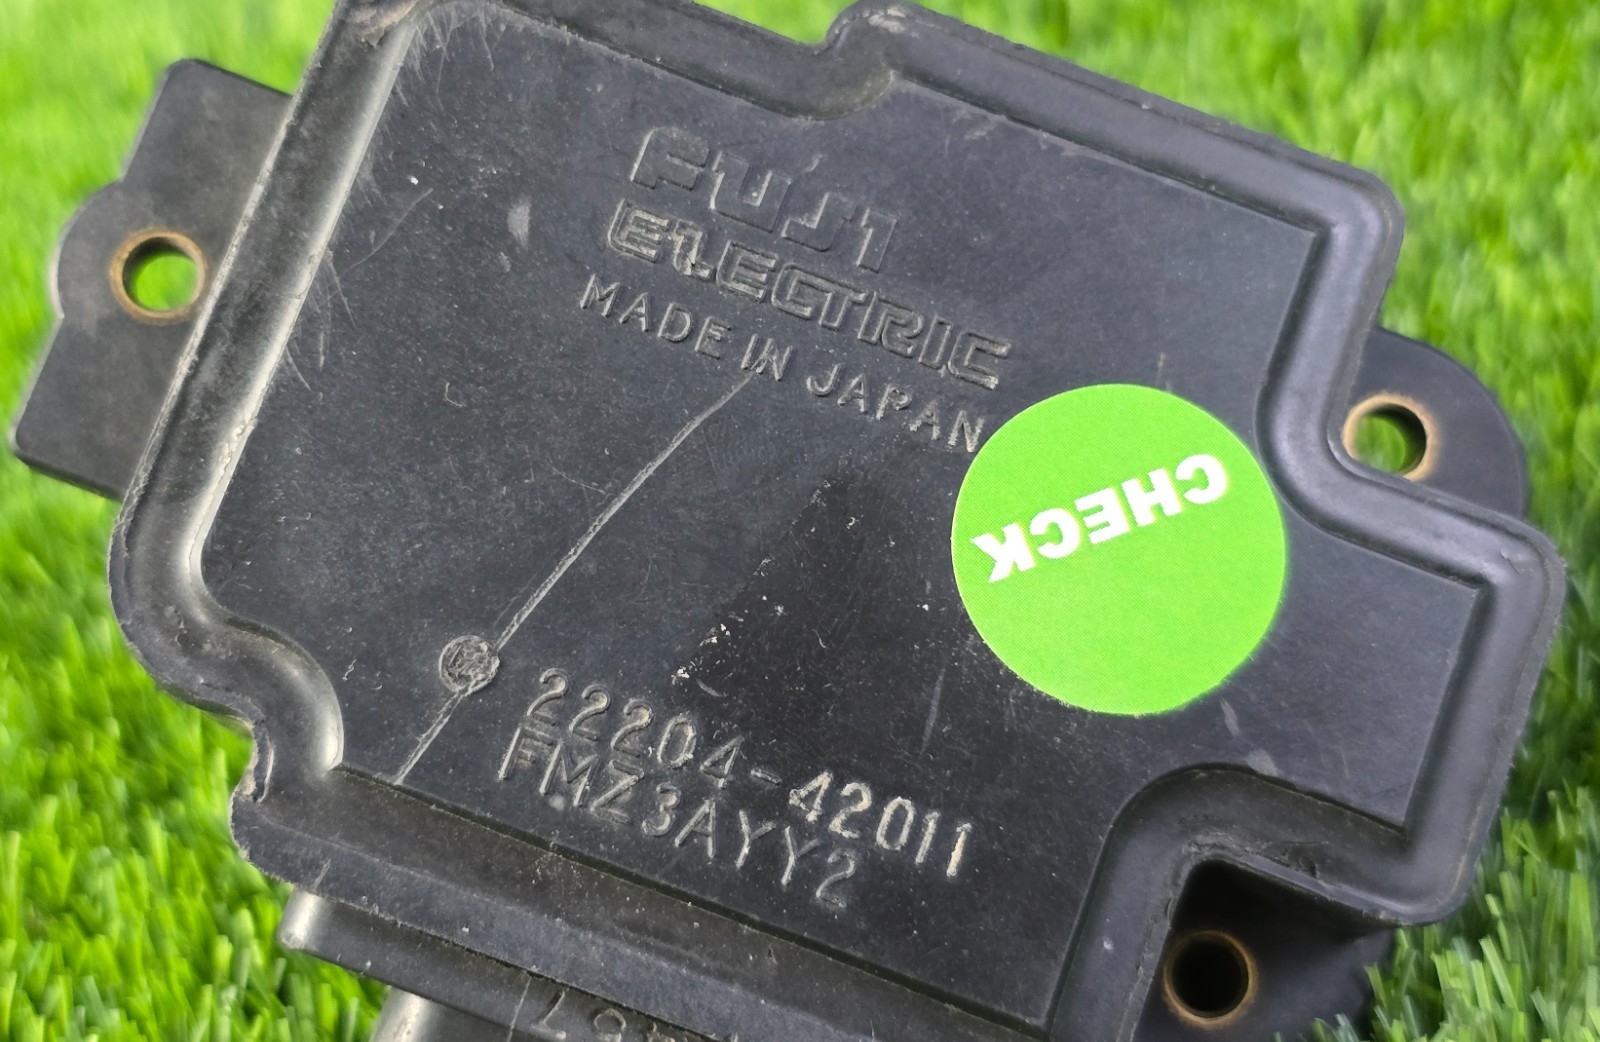 FUJI
ELECTRIC
MADE IN JAPAN
CHECK
22204-42011
FMZ3AYY2